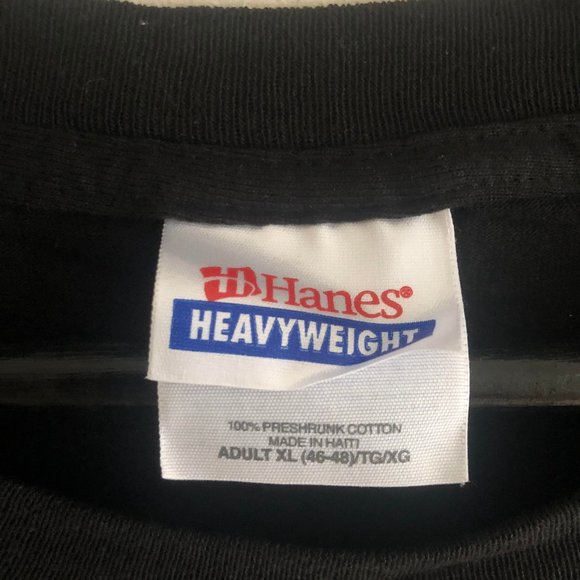 Hanes®
HEAVYWEIGHT
100% PRESHRUNK COTTON
MADE IN HAITI
ADULT XL (46-48)/TG/XG